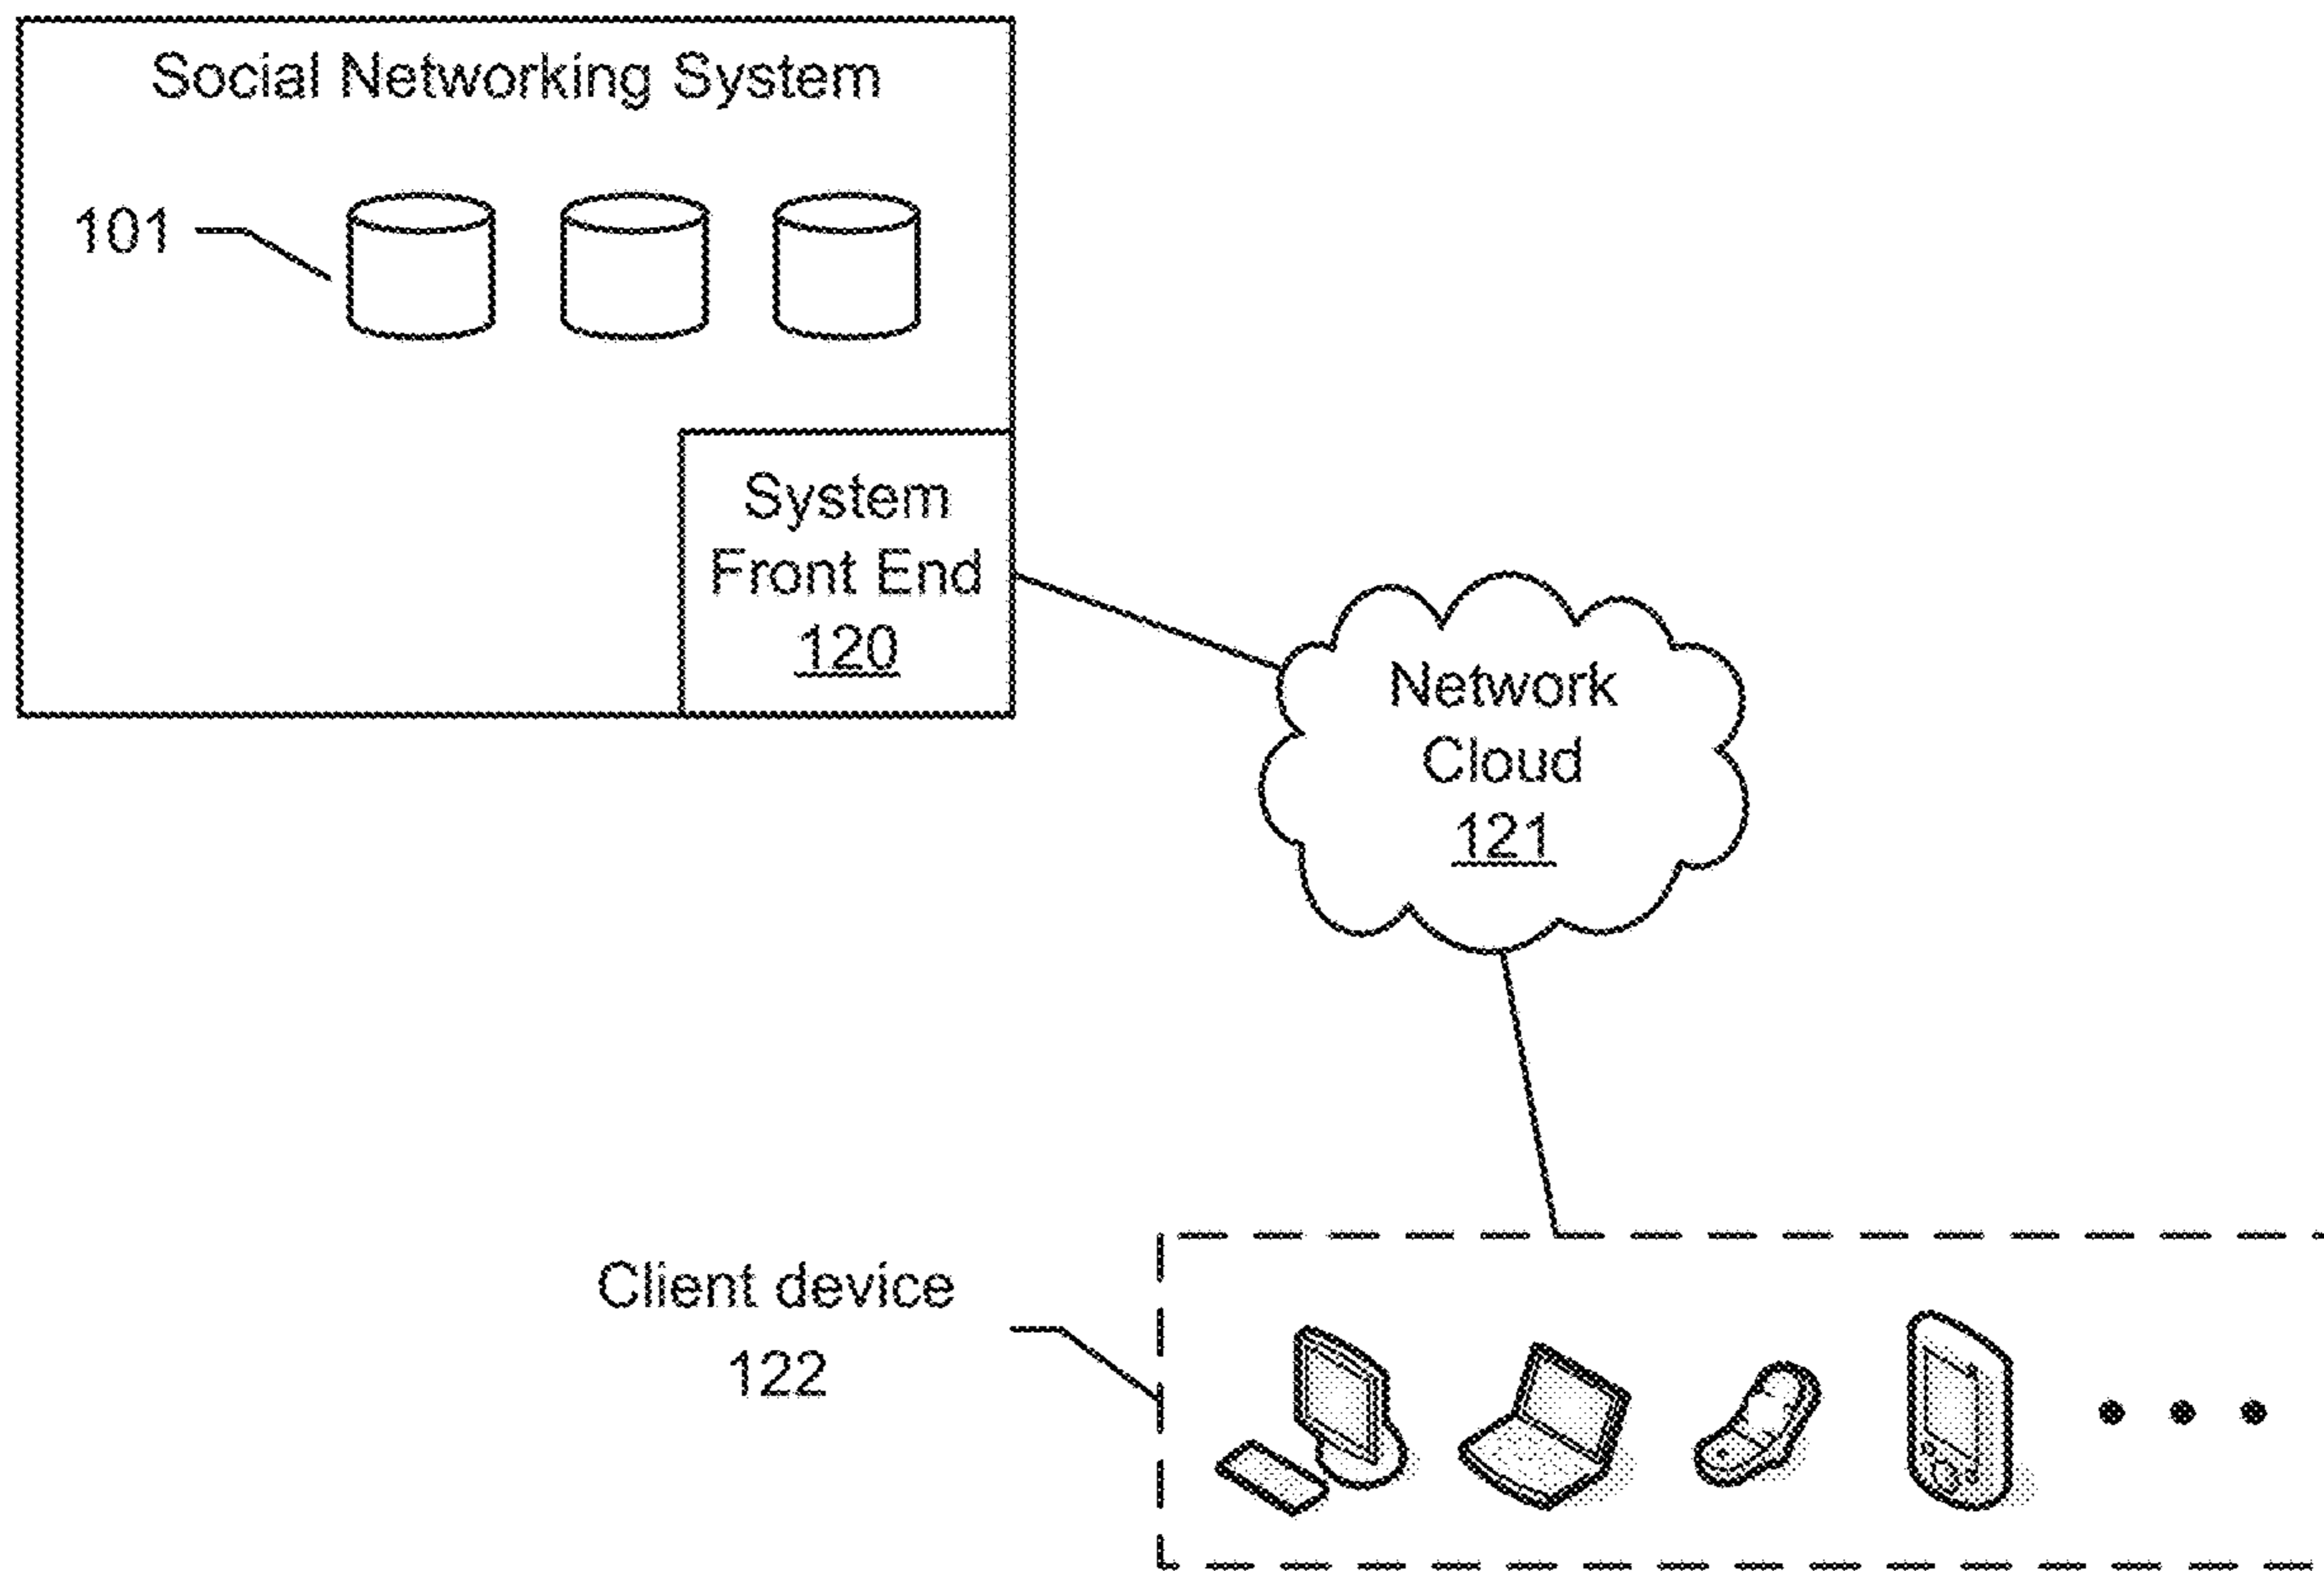 Social Networking System
101
System
Front End
120
Network
Cloud
121
Client device
122